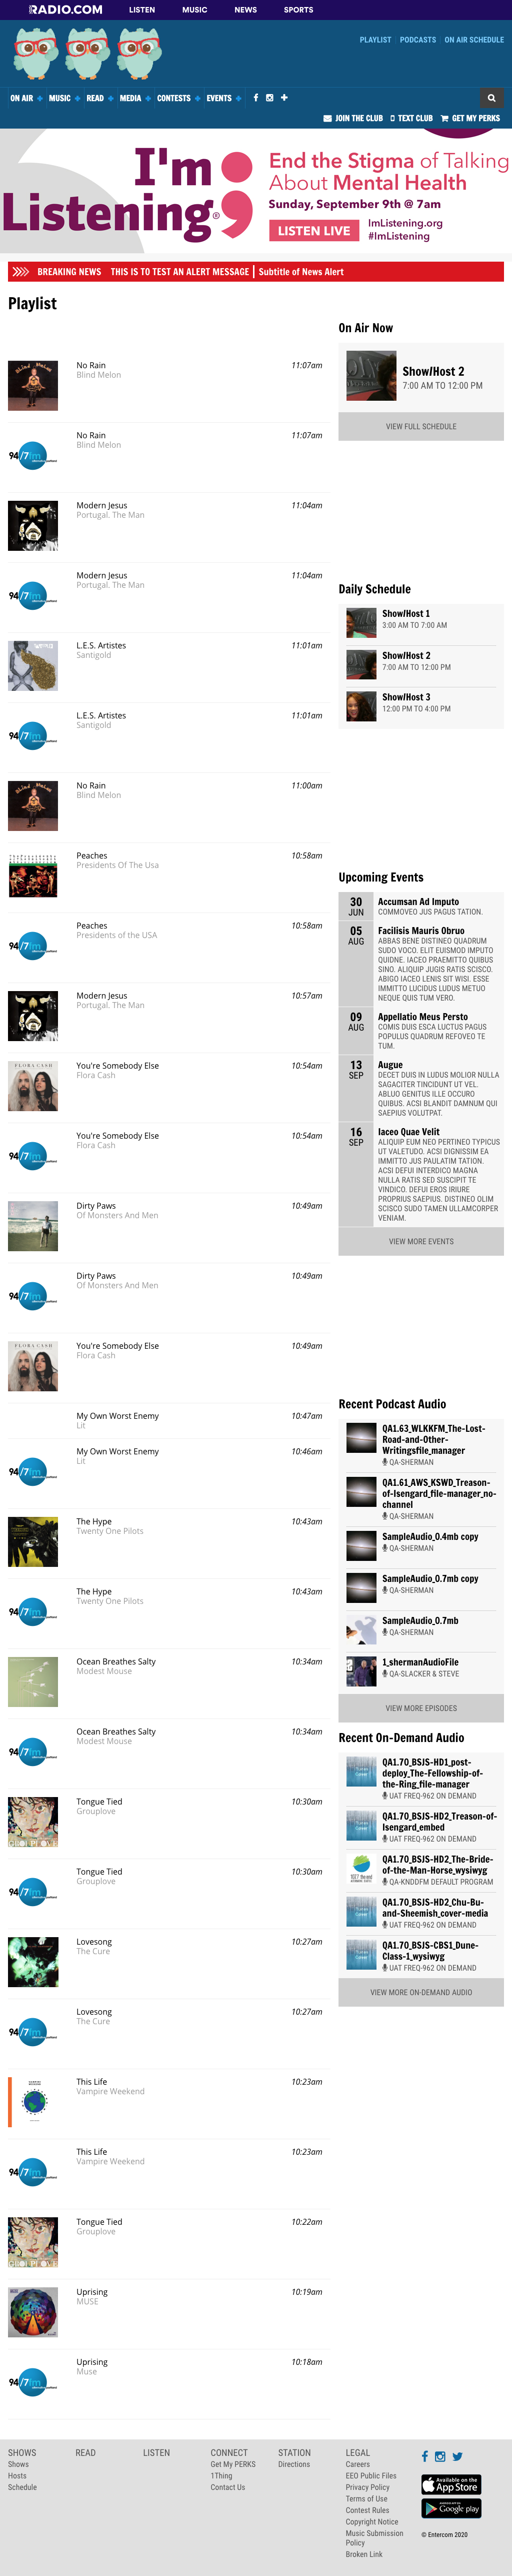 RADIO.COM LISTEN MUSIC NEWS SPORTS
PLAYLIST PODCASTS ON AIR SCHEDULE
ON AIR MUSIC READ MEDIA CONTESTS EVENTS
JOIN THE CLUB TEXT CLUB GET MY PERKS
I'm
Listening®
End the Stigma of Talking
About Mental Health
Sunday, September 9th @ 7am
LISTEN LIVE
ImListening.org
#ImListening
BREAKING NEWS THIS IS TO TEST AN ALERT MESSAGE | Subtitle of News Alert
Playlist
No Rain 11:07am
Blind Melon
No Rain 11:07am
Blind Melon
Modern Jesus 11:04am
Portugal. The Man
Modern Jesus 11:04am
Portugal. The Man
L.E.S. Artistes 11:01am
Santigold
L.E.S. Artistes 11:01am
Santigold
No Rain 11:00am
Blind Melon
Peaches 10:58am
Presidents Of The Usa
Peaches 10:58am
Presidents of the USA
Modern Jesus 10:57am
Portugal. The Man
You're Somebody Else 10:54am
Flora Cash
You're Somebody Else 10:54am
Flora Cash
Dirty Paws 10:49am
Of Monsters And Men
Dirty Paws 10:49am
Of Monsters And Men
You're Somebody Else 10:49am
Flora Cash
My Own Worst Enemy 10:47am
Lit
My Own Worst Enemy 10:46am
Lit
The Hype 10:43am
Twenty One Pilots
The Hype 10:43am
Twenty One Pilots
Ocean Breathes Salty 10:34am
Modest Mouse
Ocean Breathes Salty 10:34am
Modest Mouse
Tongue Tied 10:30am
Grouplove
Tongue Tied 10:30am
Grouplove
Lovesong 10:27am
The Cure
Lovesong 10:27am
The Cure
This Life 10:23am
Vampire Weekend
This Life 10:23am
Vampire Weekend
Tongue Tied 10:22am
Grouplove
Uprising 10:19am
MUSE
Uprising 10:18am
Muse
On Air Now
Show/Host 2
7:00 AM TO 12:00 PM
VIEW FULL SCHEDULE
Daily Schedule
Show/Host 1
3:00 AM TO 7:00 AM
Show/Host 2
7:00 AM TO 12:00 PM
Show/Host 3
12:00 PM TO 4:00 PM
Upcoming Events
30 JUN
Accumsan Ad Imputo
COMMOVEO JUS PAGUS TATION.
05 AUG
Facilisis Mauris Obruo
ABBAS BENE DISTINEO QUADRUM
SUDO VOCO. ELIT EUISMOD IMPUTO
QUIDNE. IACEO PRAEMITTO QUIBUS
SINO. ALIQUIP JUGIS RATIS SCISCO.
ABIGO IACEO LENIS SIT WISI. ESSE
IMMITTO LUCIDUS LUDUS METUO
NEQUE QUIS TUM VERO.
09 AUG
Appellatio Meus Persto
COMIS DUIS ESCA LUCTUS PAGUS
POPULUS QUADRUM REFOVEO TE
TUM.
13 SEP
Augue
DECET DUIS IN LUDUS MOLIOR NULLA
SAGACITER TINCIDUNT UT VEL.
ABLUO GENITUS ILLE OCCURO
QUIBUS. ACSI BLANDIT DAMNUM QUI
SAEPIUS VOLUTPAT.
16 SEP
Iaceo Quae Velit
ALIQUIP EUM NEO PERTINEO TYPICUS
UT VALETUDO. ACSI DIGNISSIM EA
IMMITTO JUS PAULATIM TATION.
ACSI DEFUI INTERDICO MAGNA
NULLA RATIS SED SUSCIPIT TE
VINDICO. DEFUI EROS IRIURE
PROPRIUS SAEPIUS. DISTINEO OLIM
SCISCO SUDO TAMEN ULLAMCORPER
VENIAM.
VIEW MORE EVENTS
Recent Podcast Audio
QA1.63_WLKKFM_The-Lost-
Road-and-Other-
Writingsfile_manager
QA-SHERMAN
QA1.61_AWS_KSWD_Treason-
of-Isengard_file-manager_no-
channel
QA-SHERMAN
SampleAudio_0.4mb copy
QA-SHERMAN
SampleAudio_0.7mb copy
QA-SHERMAN
SampleAudio_0.7mb
QA-SHERMAN
1_shermanAudioFile
QA-SLACKER & STEVE
VIEW MORE EPISODES
Recent On-Demand Audio
QA1.70_BSJS-HD1_post-
deploy_The-Fellowship-of-
the-Ring_file-manager
UAT FREQ-962 ON DEMAND
QA1.70_BSJS-HD2_Treason-of-
Isengard_embed
UAT FREQ-962 ON DEMAND
QA1.70_BSJS-HD2_The-Bride-
of-the-Man-Horse_wysiwyg
QA-KNDDFM DEFAULT PROGRAM
QA1.70_BSJS-HD2_Chu-Bu-
and-Sheemish_cover-media
UAT FREQ-962 ON DEMAND
QA1.70_BSJS-CBS1_Dune-
Class-1_wysiwyg
UAT FREQ-962 ON DEMAND
VIEW MORE ON-DEMAND AUDIO
SHOWS
Shows
Hosts
Schedule
READ
LISTEN
CONNECT
Get My PERKS
1Thing
Contact Us
STATION
Directions
LEGAL
Careers
EEO Public Files
Privacy Policy
Terms of Use
Contest Rules
Copyright Notice
Music Submission
Policy
Broken Link
Available on the
App Store
Google play
© Entercom 2020